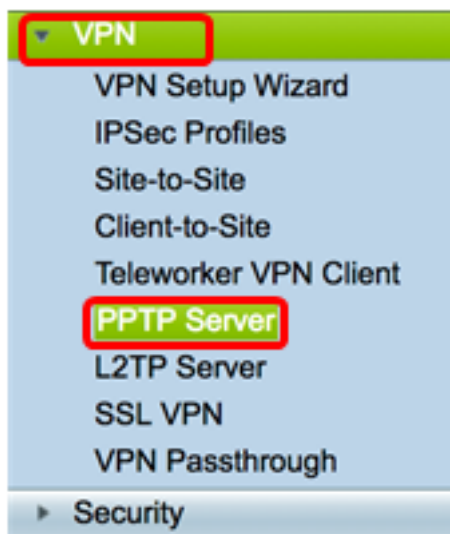 VPN
VPN Setup Wizard
IPSec Profiles
Site-to-Site
Client-to-Site
Teleworker VPN Client
PPTP Server
L2TP Server
SSL VPN
VPN Passthrough
Security